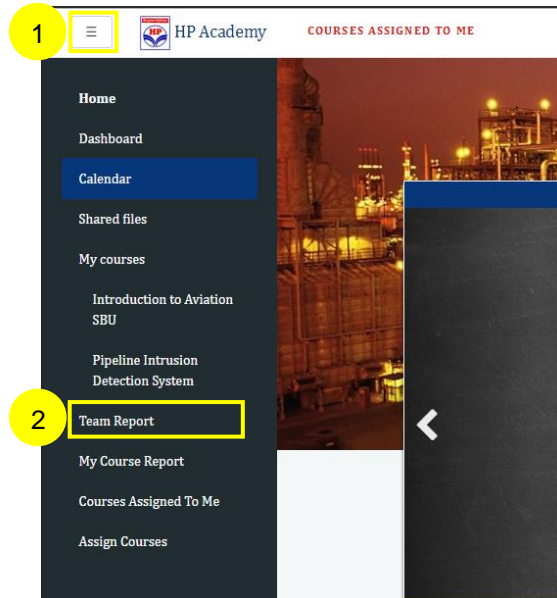 1
☰
HP
HP Academy
COURSES ASSIGNED TO ME
Home
Dashboard
Calendar
Shared files
My courses
Introduction to Aviation
SBU
Pipeline Intrusion
Detection System
2
Team Report
My Course Report
Courses Assigned To Me
Assign Courses